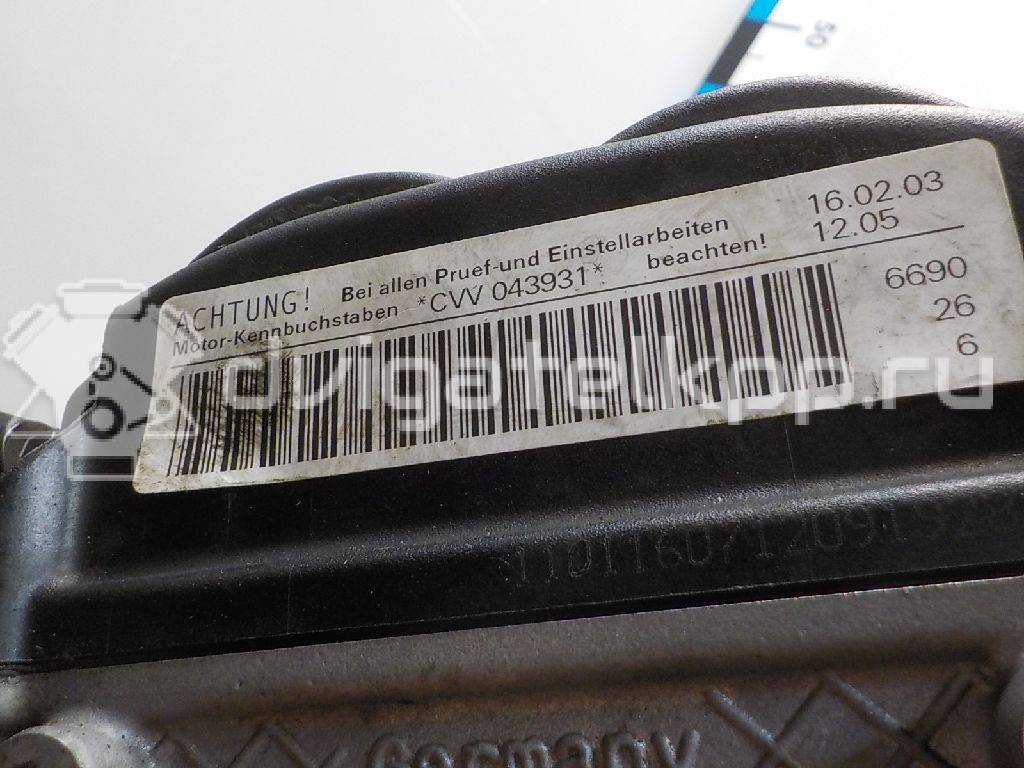 50
ACHTUNG! Bei allen Pruef-und Einstellarbeiten 16.02.03
Motor-Kennbuchstaben *CVV 043931* beachten! 12.05
6690
26
6
dvigatelkpp.ru
Germany